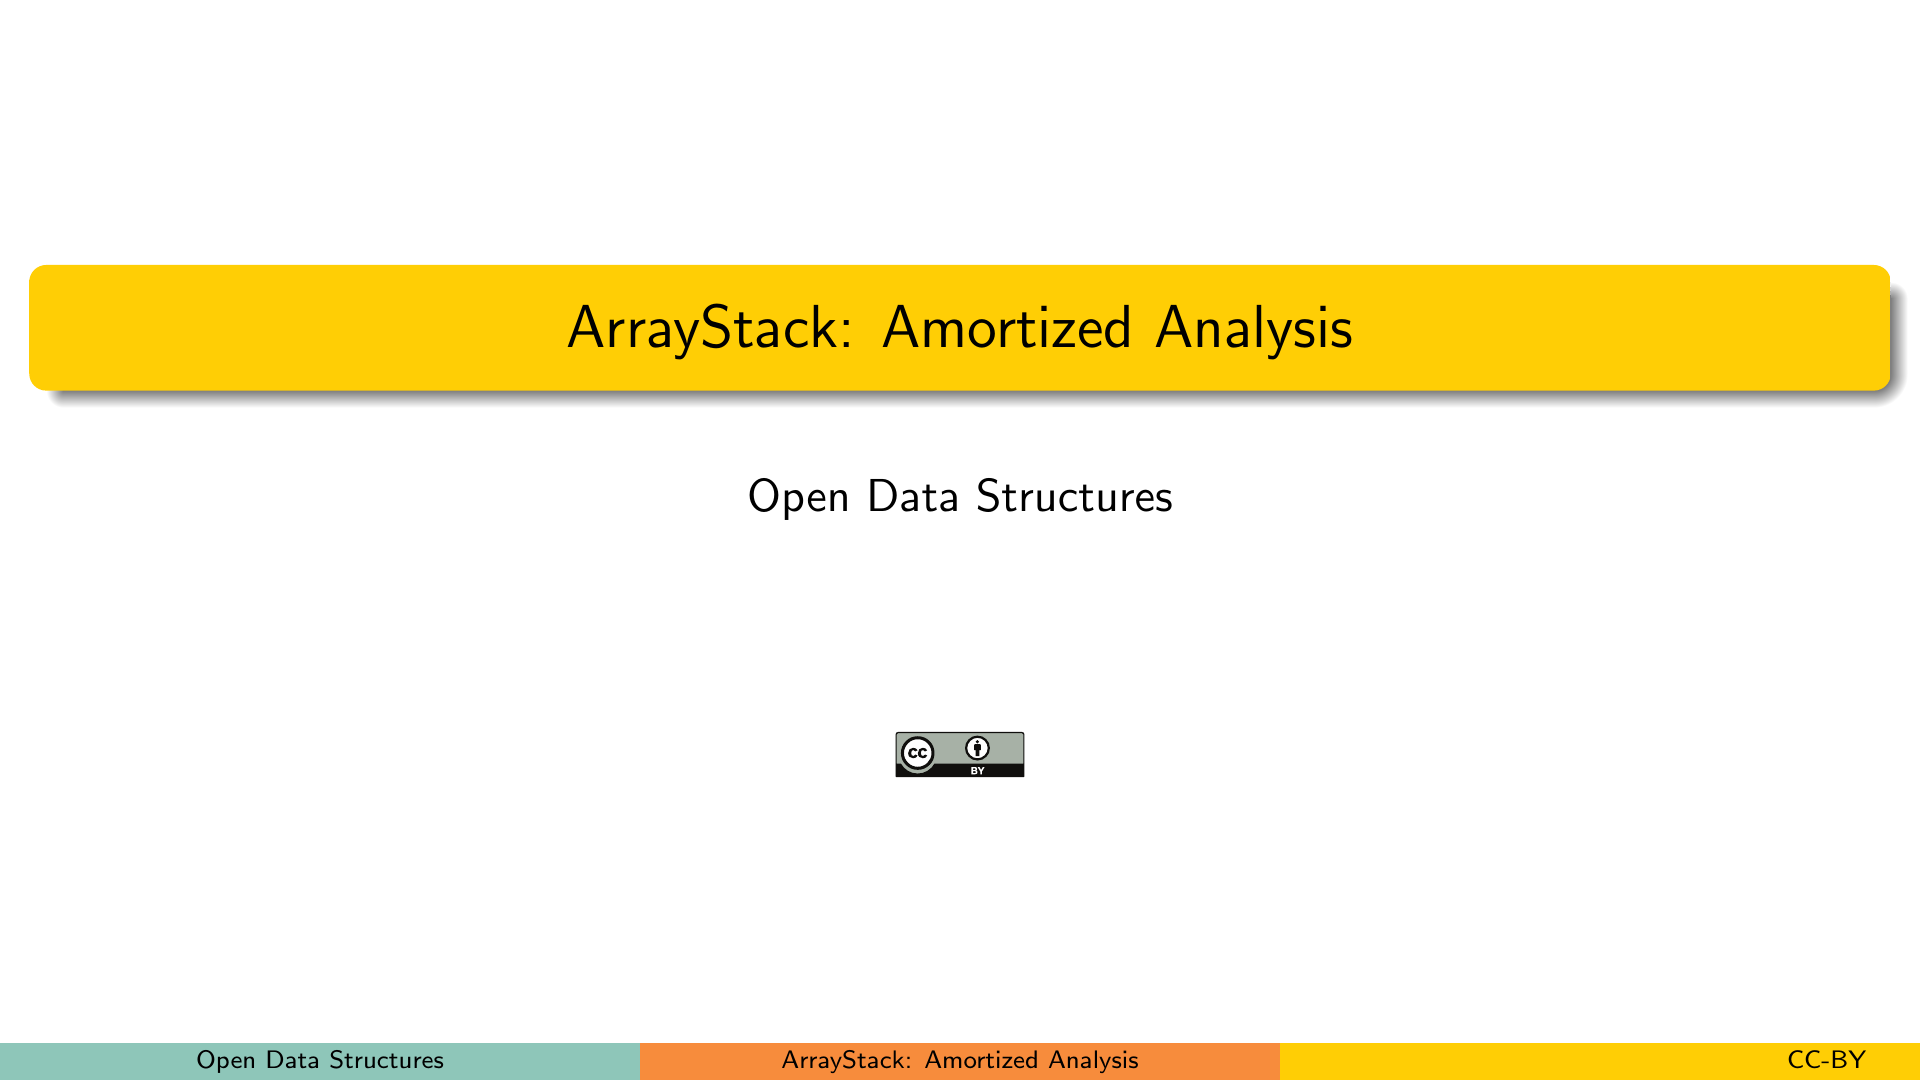 ArrayStack: Amortized Analysis
Open Data Structures
cc
BY
Open Data Structures
ArrayStack: Amortized Analysis
CC-BY